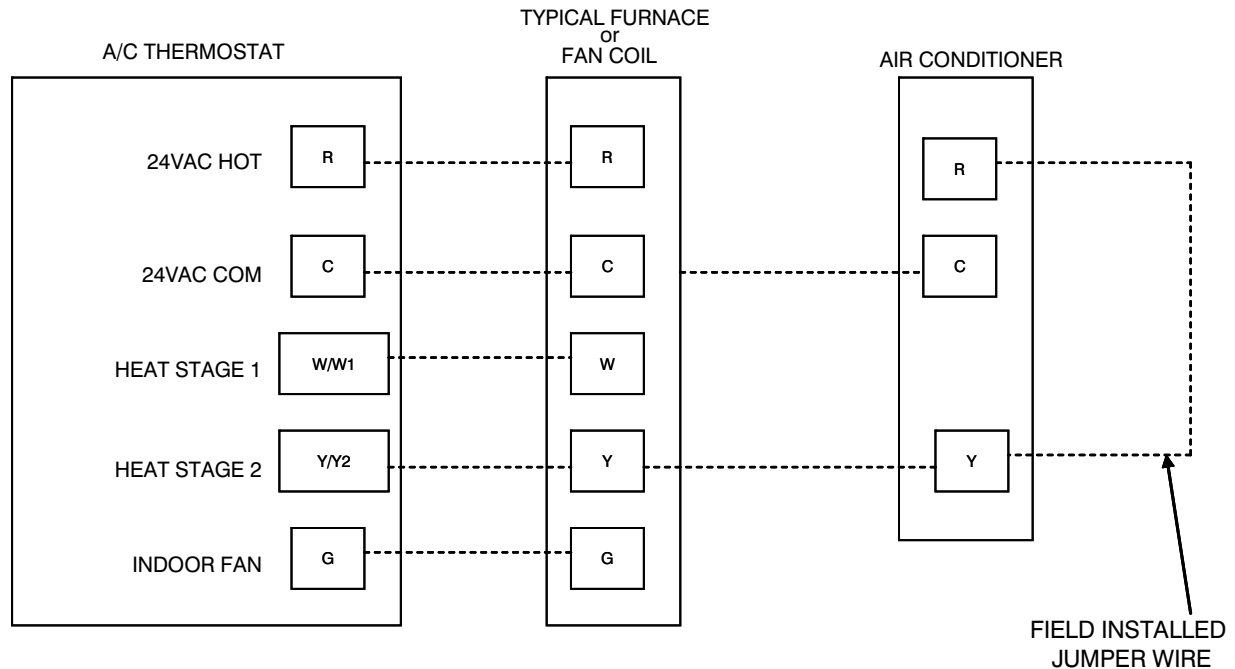 TYPICAL FURNACE
or
FAN COIL
A/C THERMOSTAT
AIR CONDITIONER
24VAC HOT R R R
24VAC COM C C C
HEAT STAGE 1 W/W1 W
HEAT STAGE 2 Y/Y2 Y Y
INDOOR FAN G G
FIELD INSTALLED
JUMPER WIRE